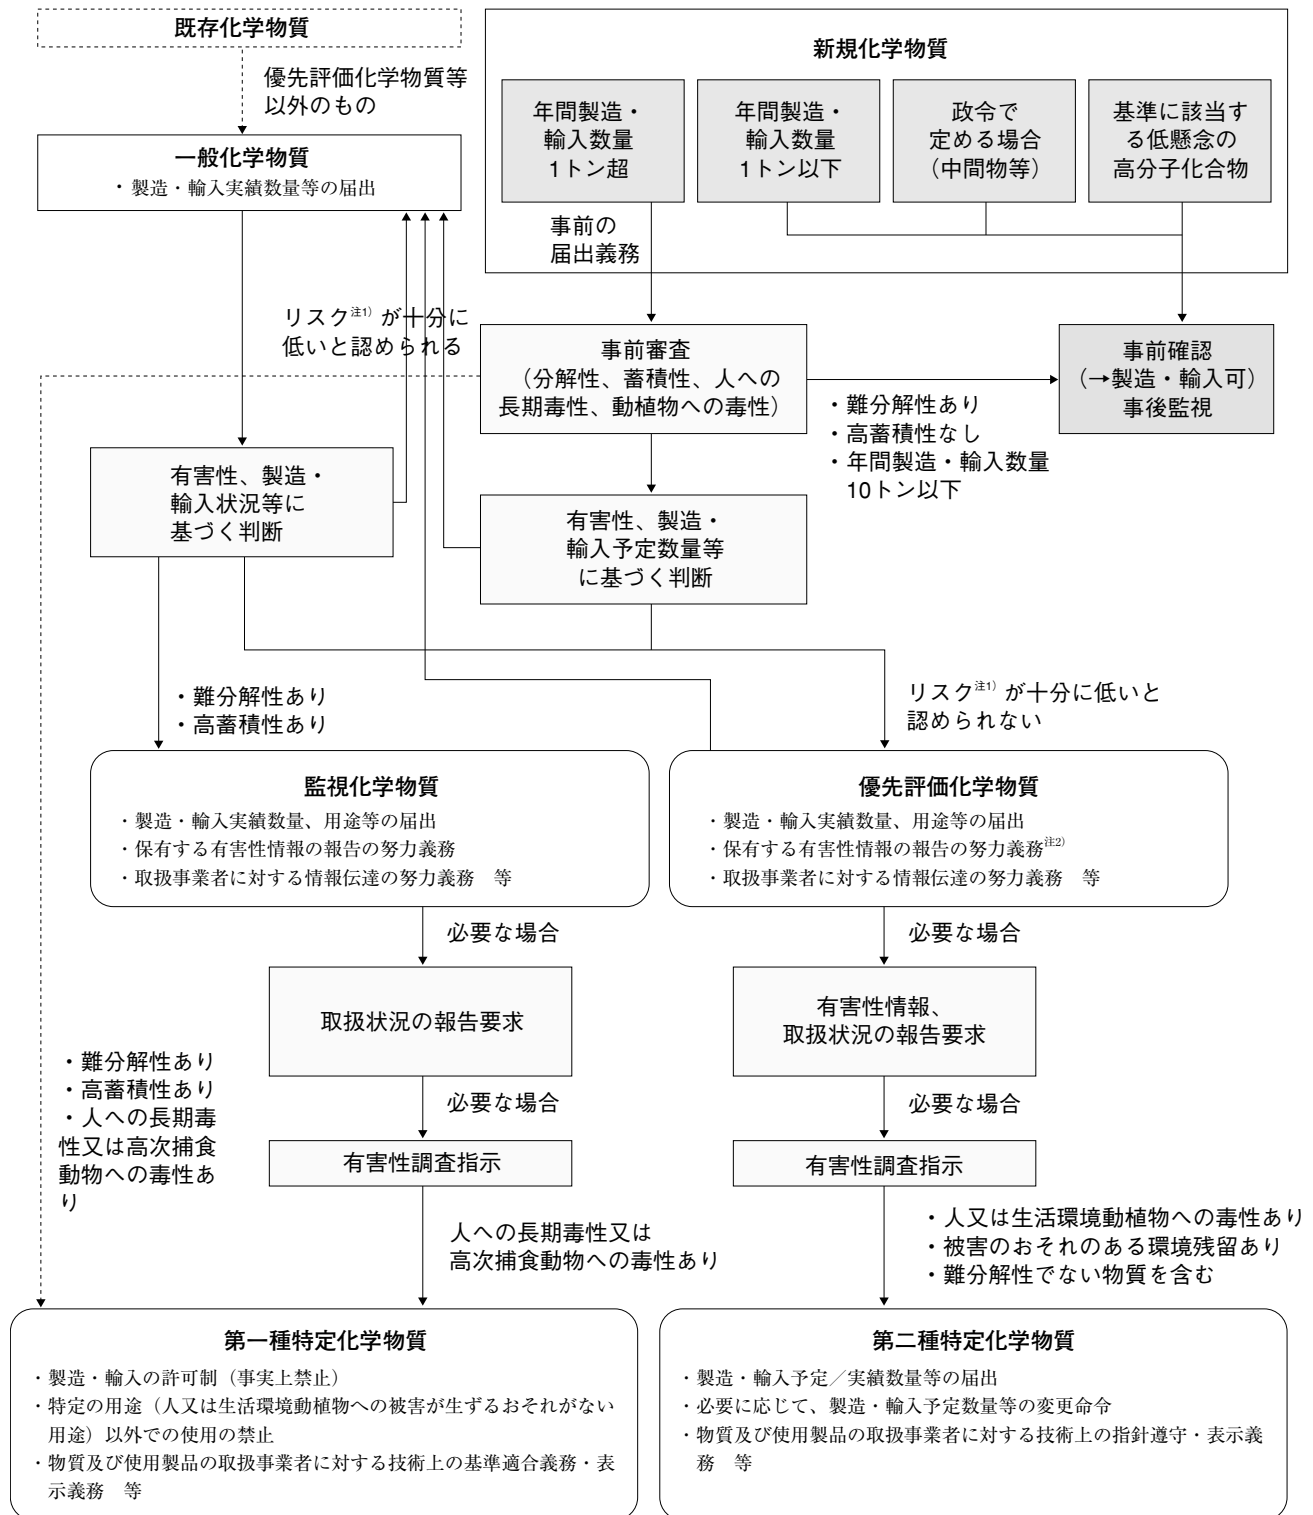 既存化学物質
優先評価化学物質等
以外のもの
一般化学物質
・製造・輸入実績数量等の届出
新規化学物質
年間製造・
輸入数量
1トン超
年間製造・
輸入数量
1トン以下
政令で
定める場合
（中間物等）
基準に該当す
る低懸念の
高分子化合物
事前の
届出義務
リスク注1）が十分に
低いと認められる
事前審査
（分解性、蓄積性、人への
長期毒性、動植物への毒性）
事前確認
（→製造・輸入可）
事後監視
・難分解性あり
・高蓄積性なし
・年間製造・輸入数量
10トン以下
有害性、製造・
輸入状況等に
基づく判断
有害性、製造・
輸入予定数量等
に基づく判断
・難分解性あり
・高蓄積性あり
リスク注1）が十分に低いと
認められない
監視化学物質
・製造・輸入実績数量、用途等の届出
・保有する有害性情報の報告の努力義務
・取扱事業者に対する情報伝達の努力義務　等
優先評価化学物質
・製造・輸入実績数量、用途等の届出
・保有する有害性情報の報告の努力義務注2）
・取扱事業者に対する情報伝達の努力義務　等
必要な場合
必要な場合
取扱状況の報告要求
有害性情報、
取扱状況の報告要求
・難分解性あり
・高蓄積性あり
・人への長期毒
性又は高次捕食
動物への毒性あ
り
必要な場合
必要な場合
有害性調査指示
有害性調査指示
人への長期毒性又は
高次捕食動物への毒性あり
・人又は生活環境動植物への毒性あり
・被害のおそれのある環境残留あり
・難分解性でない物質を含む
第一種特定化学物質
・製造・輸入の許可制（事実上禁止）
・特定の用途（人又は生活環境動植物への被害が生ずるおそれがない
用途）以外での使用の禁止
・物質及び使用製品の取扱事業者に対する技術上の基準適合義務・表
示義務　等
第二種特定化学物質
・製造・輸入予定／実績数量等の届出
・必要に応じて、製造・輸入予定数量等の変更命令
・物質及び使用製品の取扱事業者に対する技術上の指針遵守・表示義
務　等